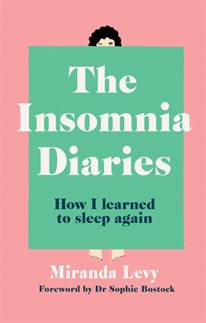 The
Insomnia
Diaries
How I learned
to sleep again
Miranda Levy
Foreword by Dr Sophie Bostock